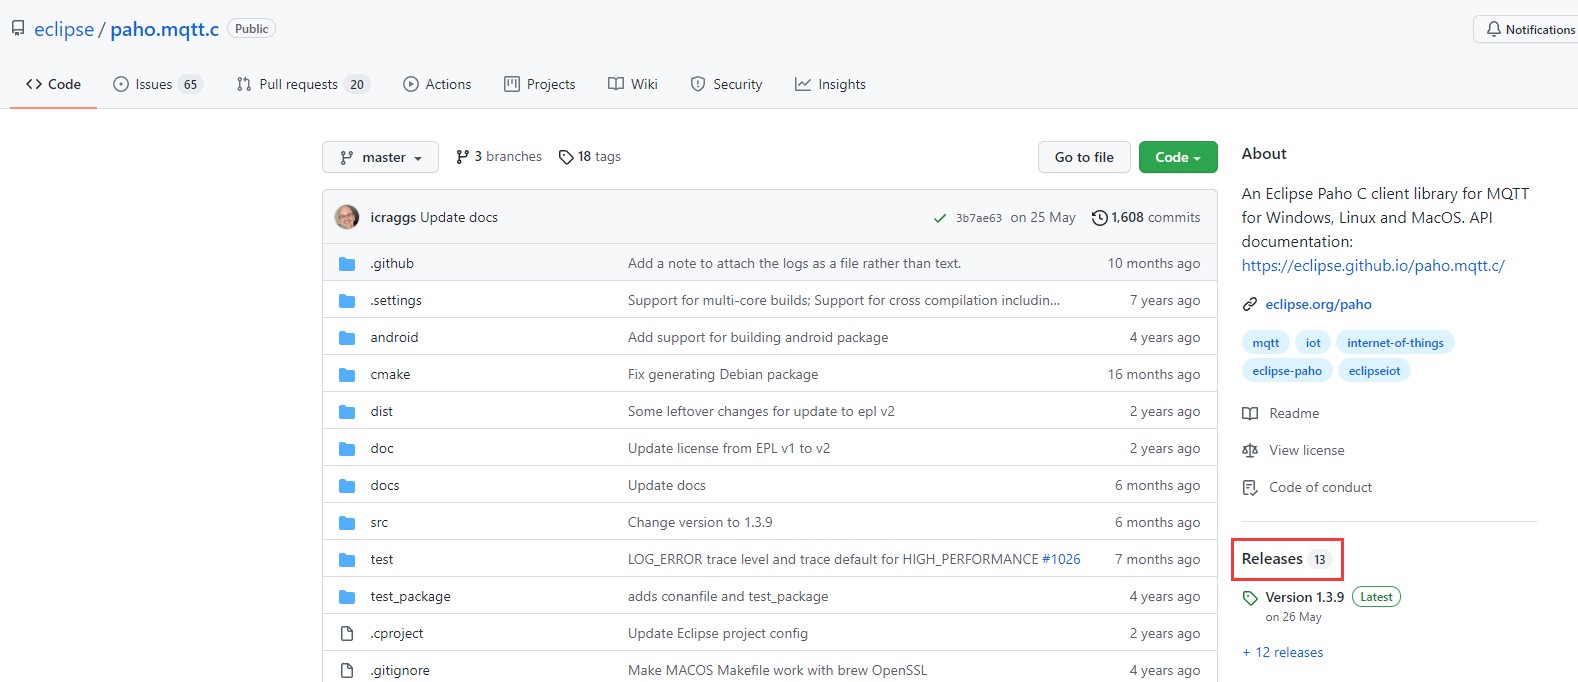 eclipse / paho.mqtt.c Public
Notifications
Code Issues 65 Pull requests 20 Actions Projects Wiki Security Insights
master 3 branches 18 tags Go to file Code
icraggs Update docs 3b7ae63 on 25 May 1,608 commits
.github Add a note to attach the logs as a file rather than text. 10 months ago
.settings Support for multi-core builds; Support for cross compilation includin... 7 years ago
android Add support for building android package 4 years ago
cmake Fix generating Debian package 16 months ago
dist Some leftover changes for update to epl v2 2 years ago
doc Update license from EPL v1 to v2 2 years ago
docs Update docs 6 months ago
src Change version to 1.3.9 6 months ago
test LOG_ERROR trace level and trace default for HIGH_PERFORMANCE #1026 7 months ago
test_package adds conanfile and test_package 4 years ago
.cproject Update Eclipse project config 2 years ago
.gitignore Make MACOS Makefile work with brew OpenSSL 4 years ago
About
An Eclipse Paho C client library for MQTT
for Windows, Linux and MacOS. API
documentation:
https://eclipse.github.io/paho.mqtt.c/
eclipse.org/paho
mqtt iot internet-of-things
eclipse-paho eclipseiot
Readme
View license
Code of conduct
Releases 13
Version 1.3.9 Latest
on 26 May
+ 12 releases